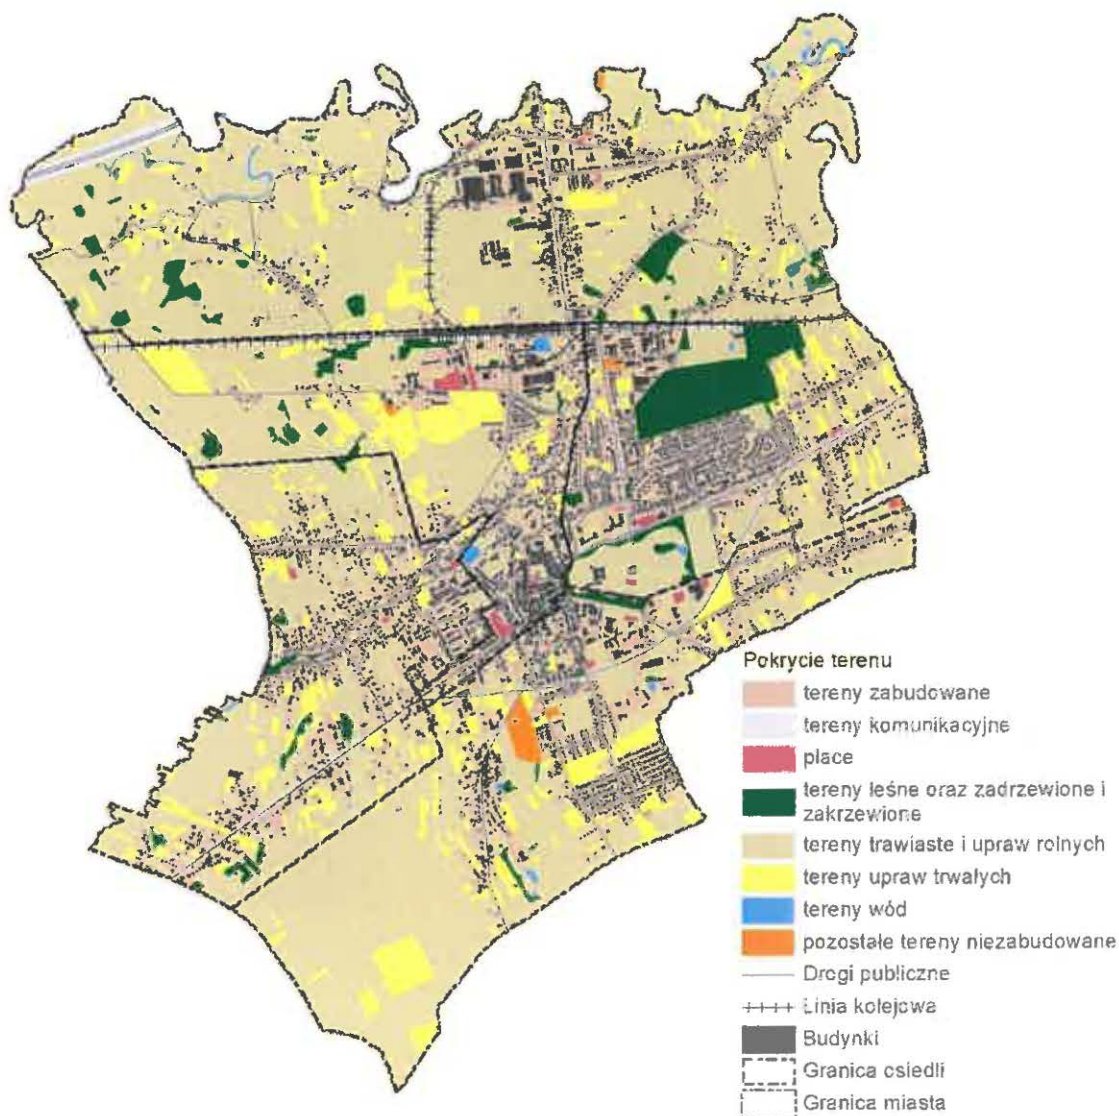 Pokrycie terenu
tereny zabudowane
tereny komunikacyjne
place
tereny leśne oraz zadrzewione i
zakrzewione
tereny trawiaste i upraw rolnych
tereny upraw trwałych
tereny wód
pozostałe tereny niezabudowane
Drogi publiczne
Linia kolejowa
Budynki
Granica osiedli
Granica miasta